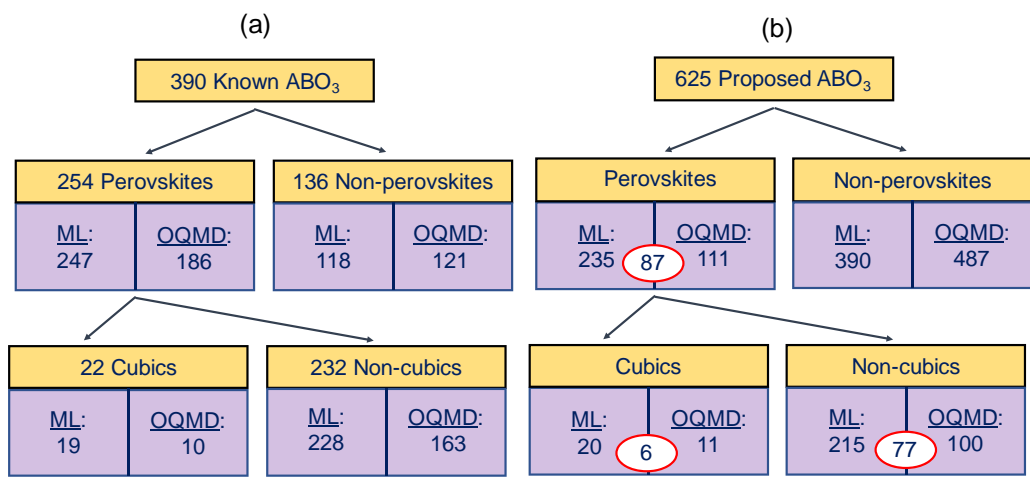 (a)
390 Known ABO₃
254 Perovskites
136 Non-perovskites
ML:
247
OQMD:
186
ML:
118
OQMD:
121
22 Cubics
232 Non-cubics
ML:
19
OQMD:
10
ML:
228
OQMD:
163
(b)
625 Proposed ABO₃
Perovskites
Non-perovskites
ML:
235
87
OQMD:
111
ML:
390
OQMD:
487
Cubics
Non-cubics
ML:
20
6
OQMD:
11
ML:
215
77
OQMD:
100